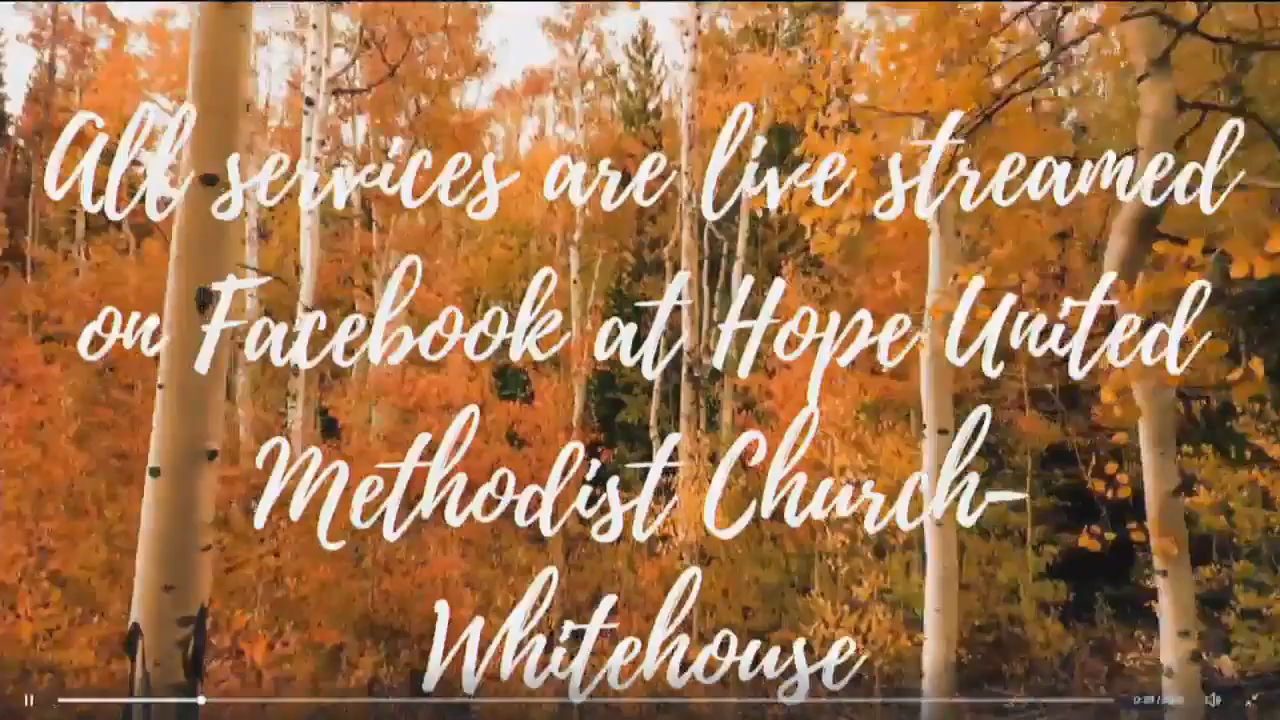 All services are live streamed
on Facebook at Hope United
Methodist Church-
Whitehouse